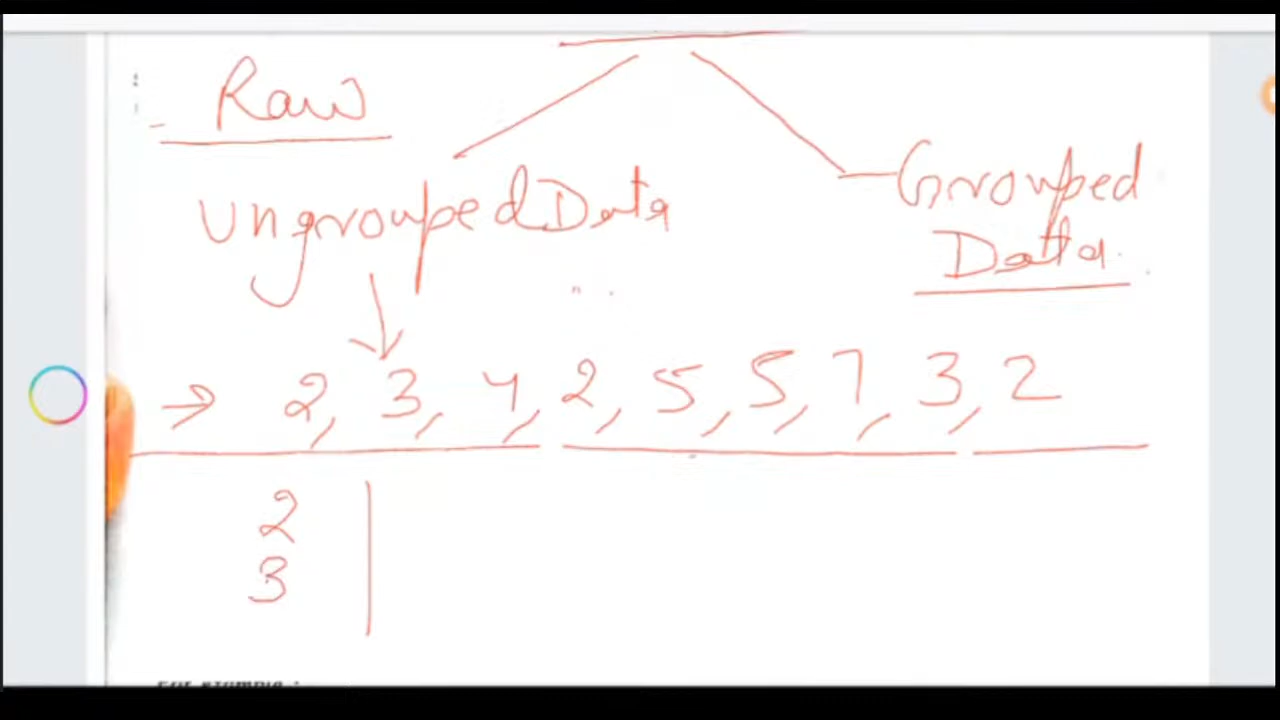 Raw
Ungrouped Data
Grouped
Data
→ 2, 3, 4, 2, 5, 5, 7, 3, 2
2
3